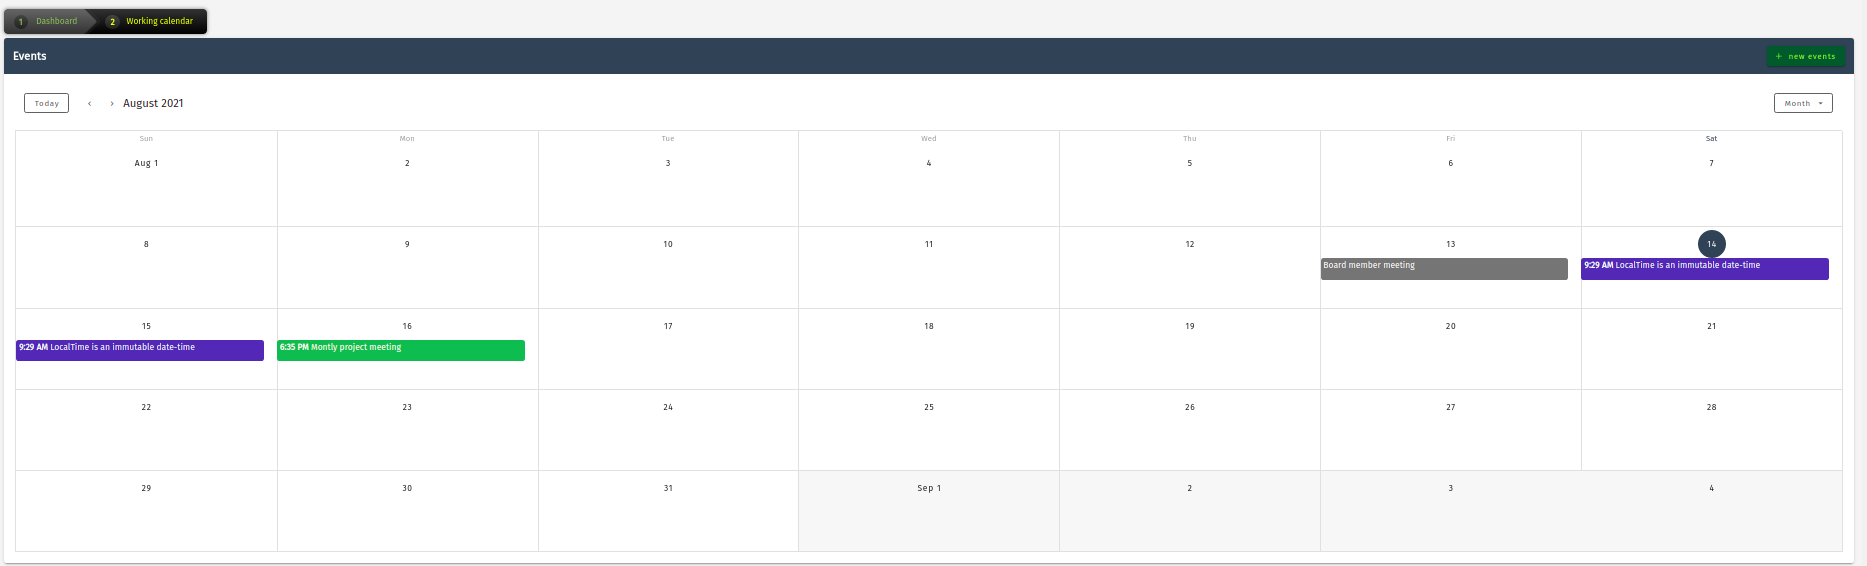 1 Dashboard 2 Working calendar
Events + new events
Today ‹ › August 2021 Month
Sun Mon Tue Wed Thu Fri Sat
Aug 1 2 3 4 5 6 7
8 9 10 11 12 13 14
Board member meeting 9:29 AM LocalTime is an immutable date-time
15 16 17 18 19 20 21
9:29 AM LocalTime is an immutable date-time 6:35 PM Montly project meeting
22 23 24 25 26 27 28
29 30 31 Sep 1 2 3 4